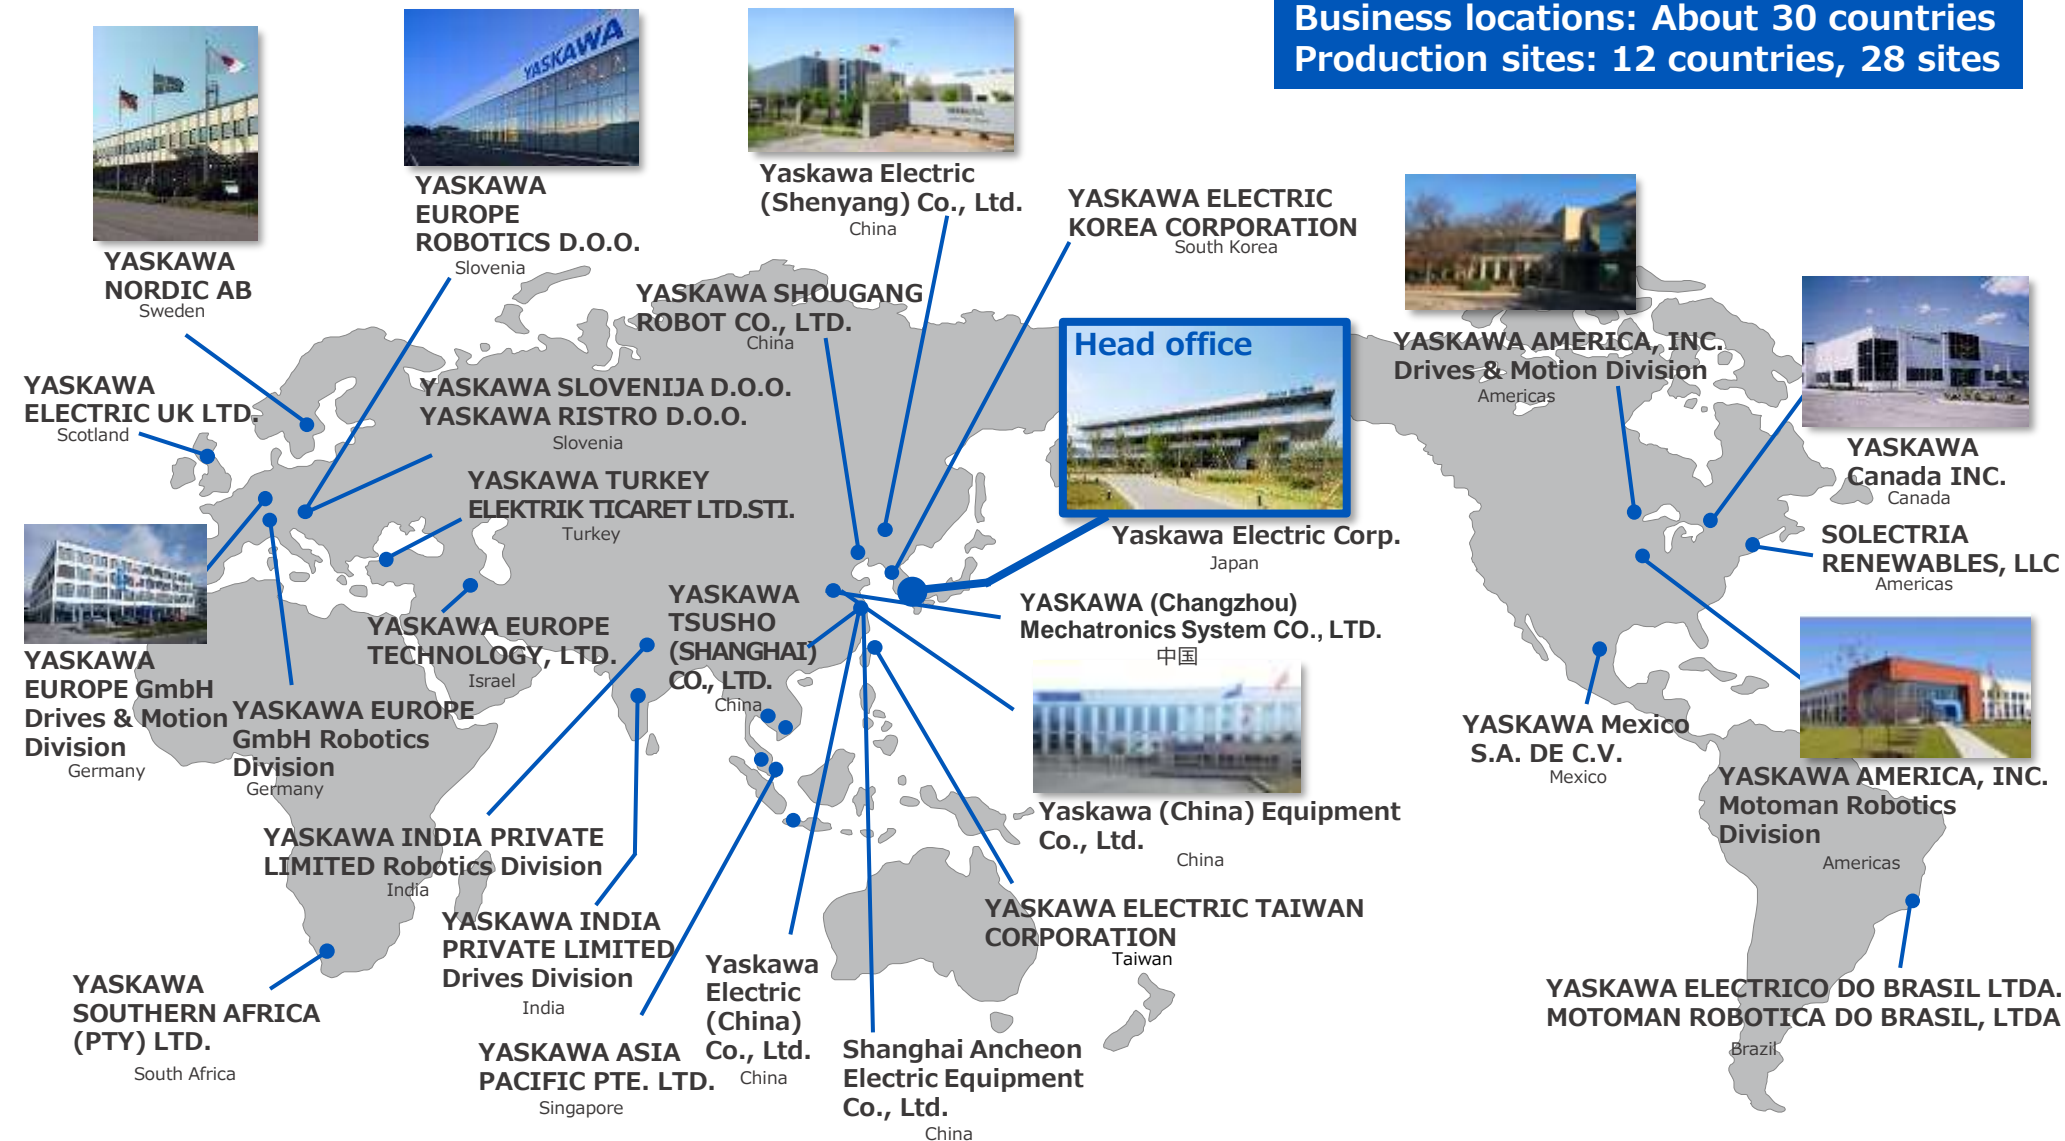 Business locations: About 30 countries
Production sites: 12 countries, 28 sites
YASKAWA
YASKAWA
NORDIC AB
Sweden
YASKAWA
EUROPE
ROBOTICS D.O.O.
Slovenia
Yaskawa Electric
(Shenyang) Co., Ltd.
China
YASKAWA ELECTRIC
KOREA CORPORATION
South Korea
YASKAWA SHOUGANG
ROBOT CO., LTD.
China
Head office
Yaskawa Electric Corp.
Japan
YASKAWA AMERICA, INC.
Drives & Motion Division
Americas
YASKAWA
Canada INC.
Canada
YASKAWA
ELECTRIC UK LTD.
Scotland
YASKAWA SLOVENIJA D.O.O.
YASKAWA RISTRO D.O.O.
Slovenia
YASKAWA TURKEY
ELEKTRIK TICARET LTD.STI.
Turkey
SOLECTRIA
RENEWABLES, LLC
Americas
YASKAWA
TSUSHO
(SHANGHAI)
CO., LTD.
China
YASKAWA (Changzhou)
Mechatronics System CO., LTD.
中国
YASKAWA EUROPE
TECHNOLOGY, LTD.
Israel
YASKAWA
EUROPE GmbH
Drives & Motion
Division
Germany
YASKAWA EUROPE
GmbH Robotics
Division
Germany
YASKAWA Mexico
S.A. DE C.V.
Mexico
YASKAWA AMERICA, INC.
Motoman Robotics
Division
Americas
Yaskawa (China) Equipment
Co., Ltd.
China
YASKAWA INDIA PRIVATE
LIMITED Robotics Division
India
YASKAWA INDIA
PRIVATE LIMITED
Drives Division
India
YASKAWA ELECTRIC TAIWAN
CORPORATION
Taiwan
Yaskawa
Electric
(China)
Co., Ltd.
China
YASKAWA
SOUTHERN AFRICA
(PTY) LTD.
South Africa
YASKAWA ASIA
PACIFIC PTE. LTD.
Singapore
Shanghai Ancheon
Electric Equipment
Co., Ltd.
China
YASKAWA ELECTRICO DO BRASIL LTDA.
MOTOMAN ROBOTICA DO BRASIL, LTDA
Brazil